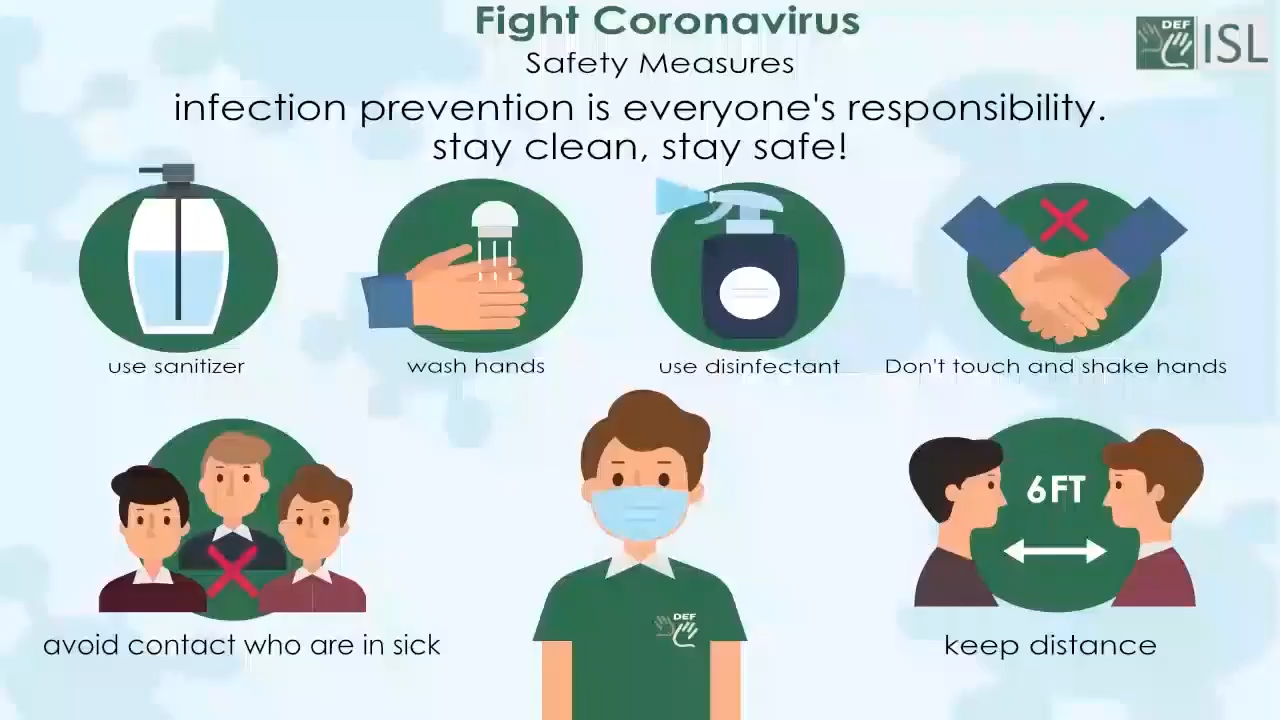 Fight Coronavirus
DEF
ISL
Safety Measures
infection prevention is everyone's responsibility.
stay clean, stay safe!
use sanitizer
wash hands
use disinfectant
Don't touch and shake hands
6FT
DEF
avoid contact who are in sick
keep distance